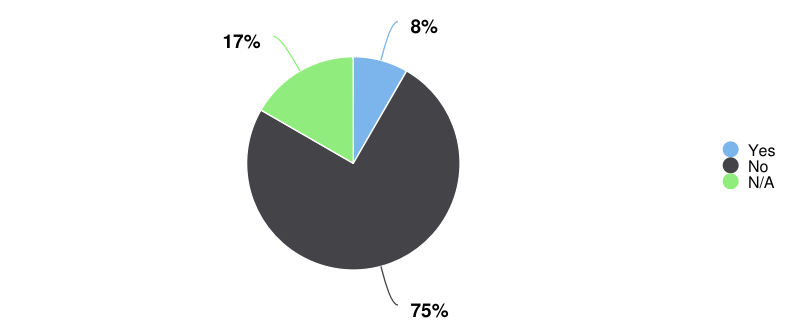 8%
17%
75%
Yes
No
N/A